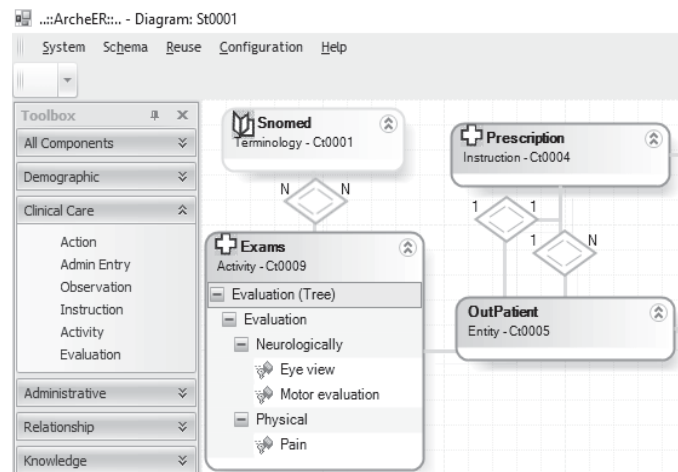 ..::ArcheER::.. - Diagram: St0001
System Schema Reuse Configuration Help
Toolbox
All Components
Demographic
Clinical Care
Action
Admin Entry
Observation
Instruction
Activity
Evaluation
Administrative
Relationship
Knowledge
Snomed
Terminology - Ct0001
N N
Exams
Activity - Ct0009
Evaluation (Tree)
Evaluation
Neurologically
Eye view
Motor evaluation
Physical
Pain
Prescription
Instruction - Ct0004
1 1
1 N
OutPatient
Entity - Ct0005